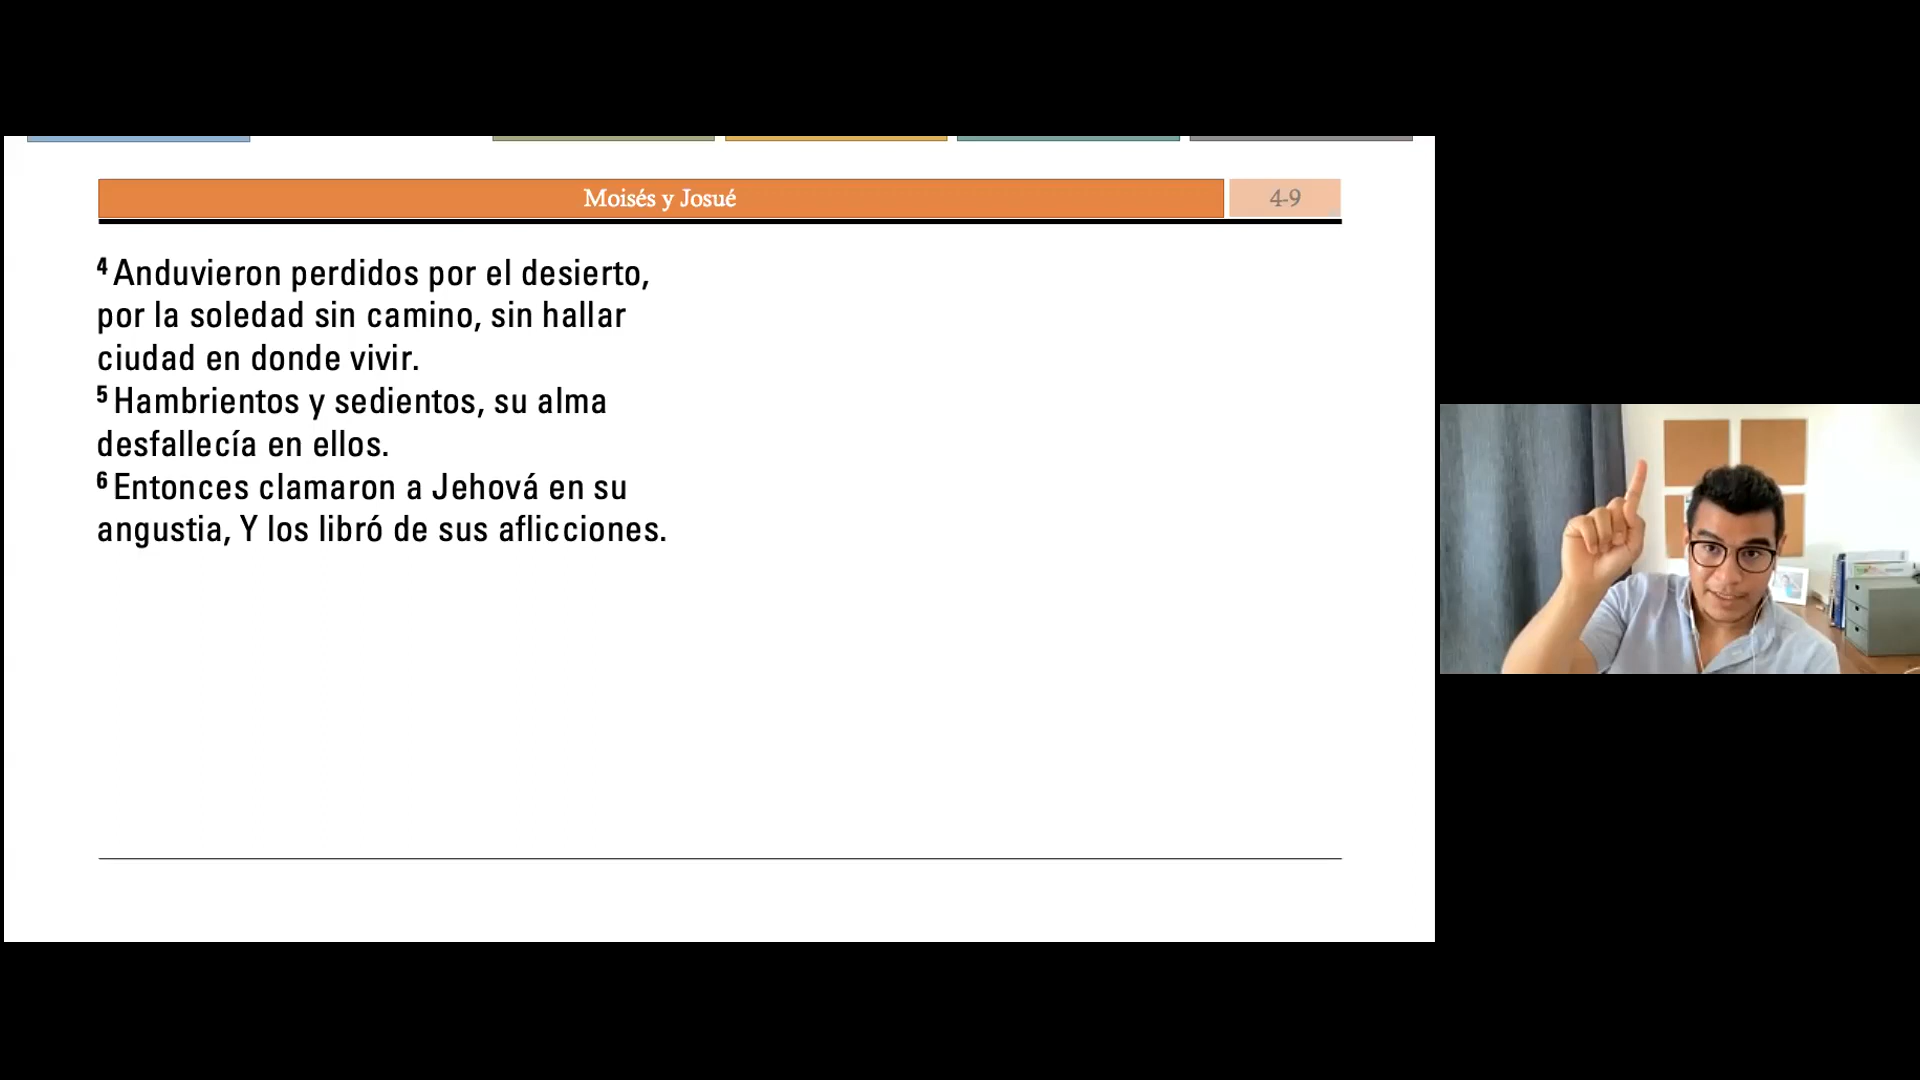 Moisés y Josué
4-9
4 Anduvieron perdidos por el desierto,
por la soledad sin camino, sin hallar
ciudad en donde vivir.
5 Hambrientos y sedientos, su alma
desfallecía en ellos.
6 Entonces clamaron a Jehová en su
angustia, Y los libró de sus aflicciones.